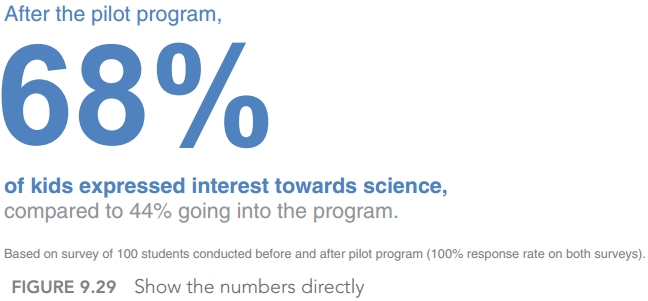 After the pilot program,
68%
of kids expressed interest towards science,
compared to 44% going into the program.
Based on survey of 100 students conducted before and after pilot program (100% response rate on both surveys).
FIGURE 9.29 Show the numbers directly